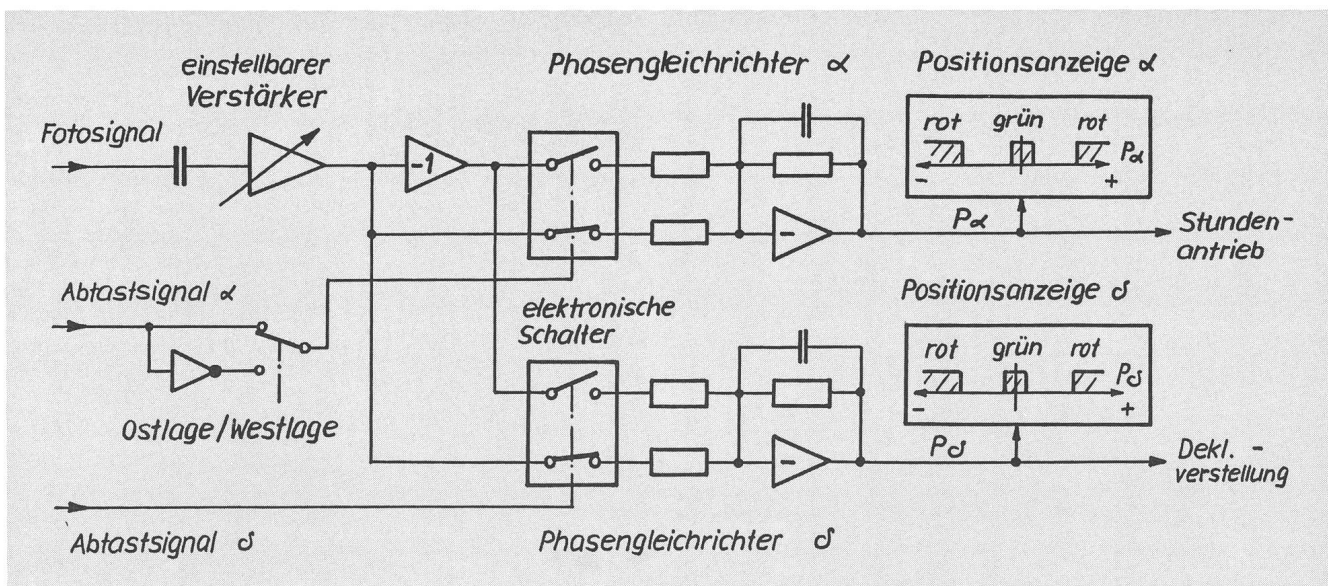 einstellbarer
Verstärker
Phasengleichrichter α
Positionsanzeige α
Fotosignal
-1
rot grün rot
Pα
- +
Pα
Stunden-
antrieb
Abtastsignal α
elektronische
Schalter
Positionsanzeige δ
-
rot grün rot
Pδ
- +
Ostlage/Westlage
Pδ
-
Dekl.-
verstellung
Abtastsignal δ
Phasengleichrichter δ